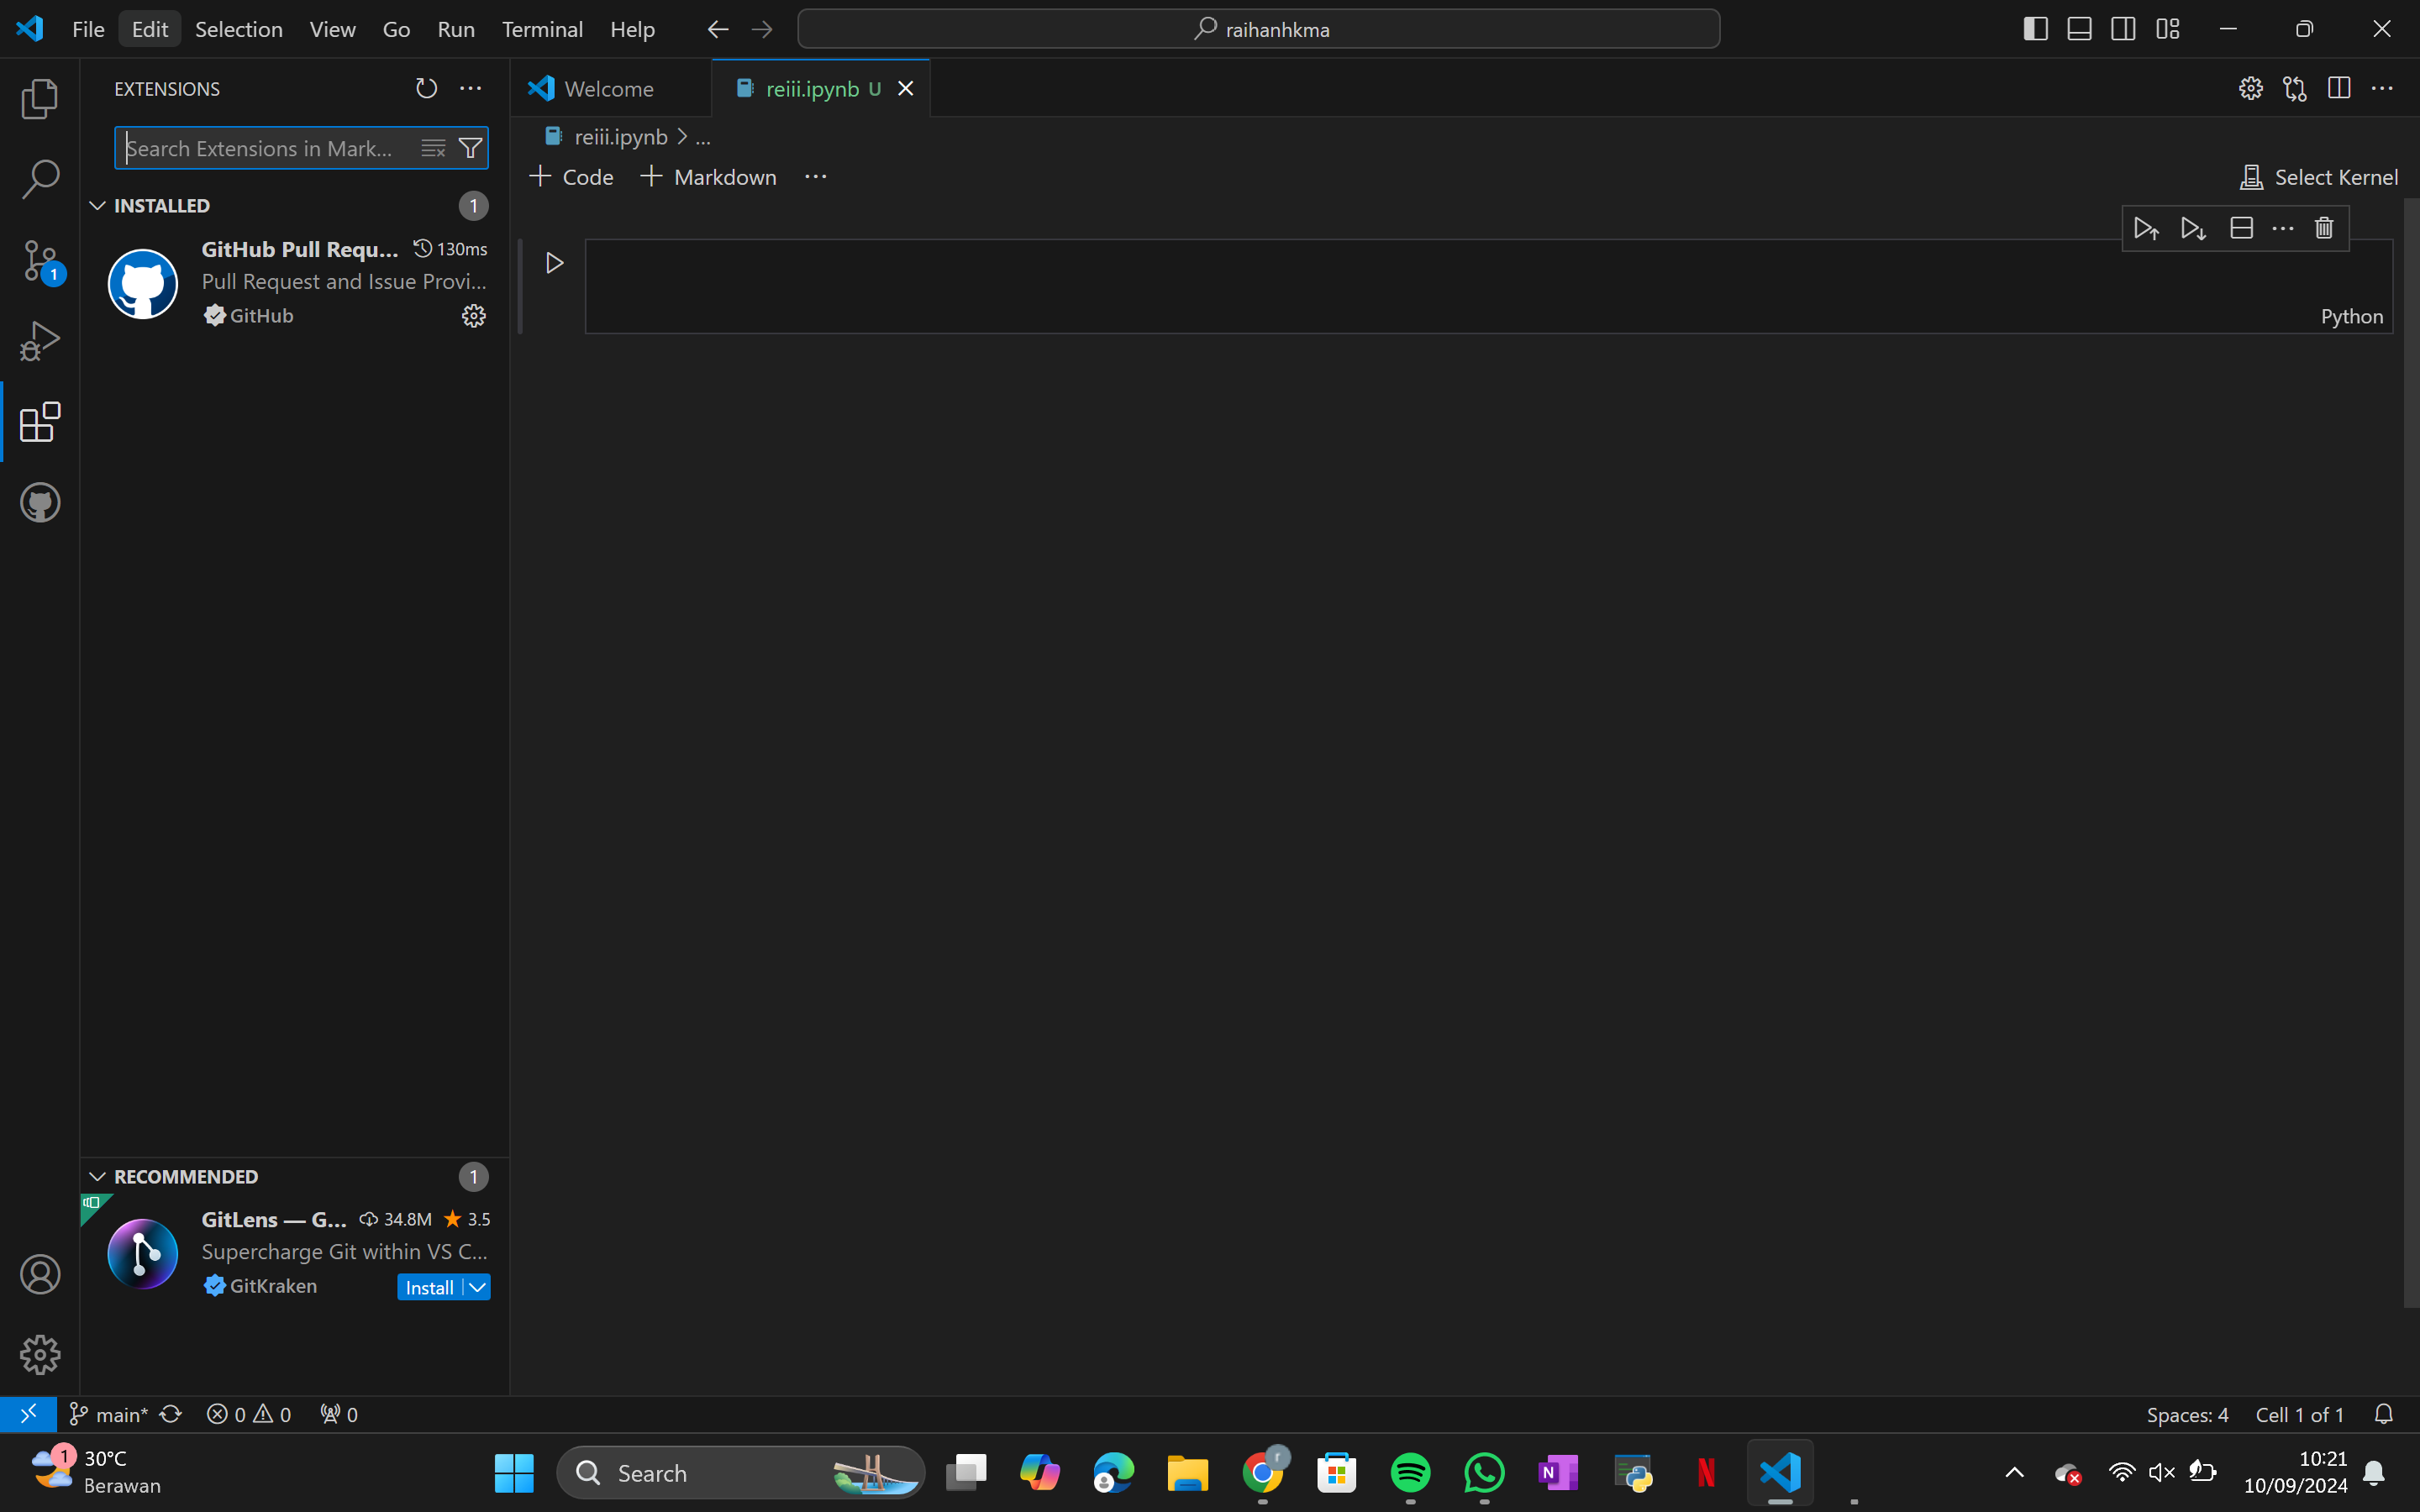 File Edit Selection View Go Run Terminal Help
raihanhkma
EXTENSIONS
Search Extensions in Mark...
INSTALLED 1
GitHub Pull Requ... 130ms
Pull Request and Issue Provi...
GitHub
RECOMMENDED 1
GitLens — G... 34.8M 3.5
Supercharge Git within VS C...
GitKraken Install
Welcome reiii.ipynb U
reiii.ipynb > ...
+ Code + Markdown ...
Select Kernel
Python
1
main* 0 0 0
Spaces: 4 Cell 1 of 1
1 30°C
Berawan
Search
r
N
N
10:21
10/09/2024